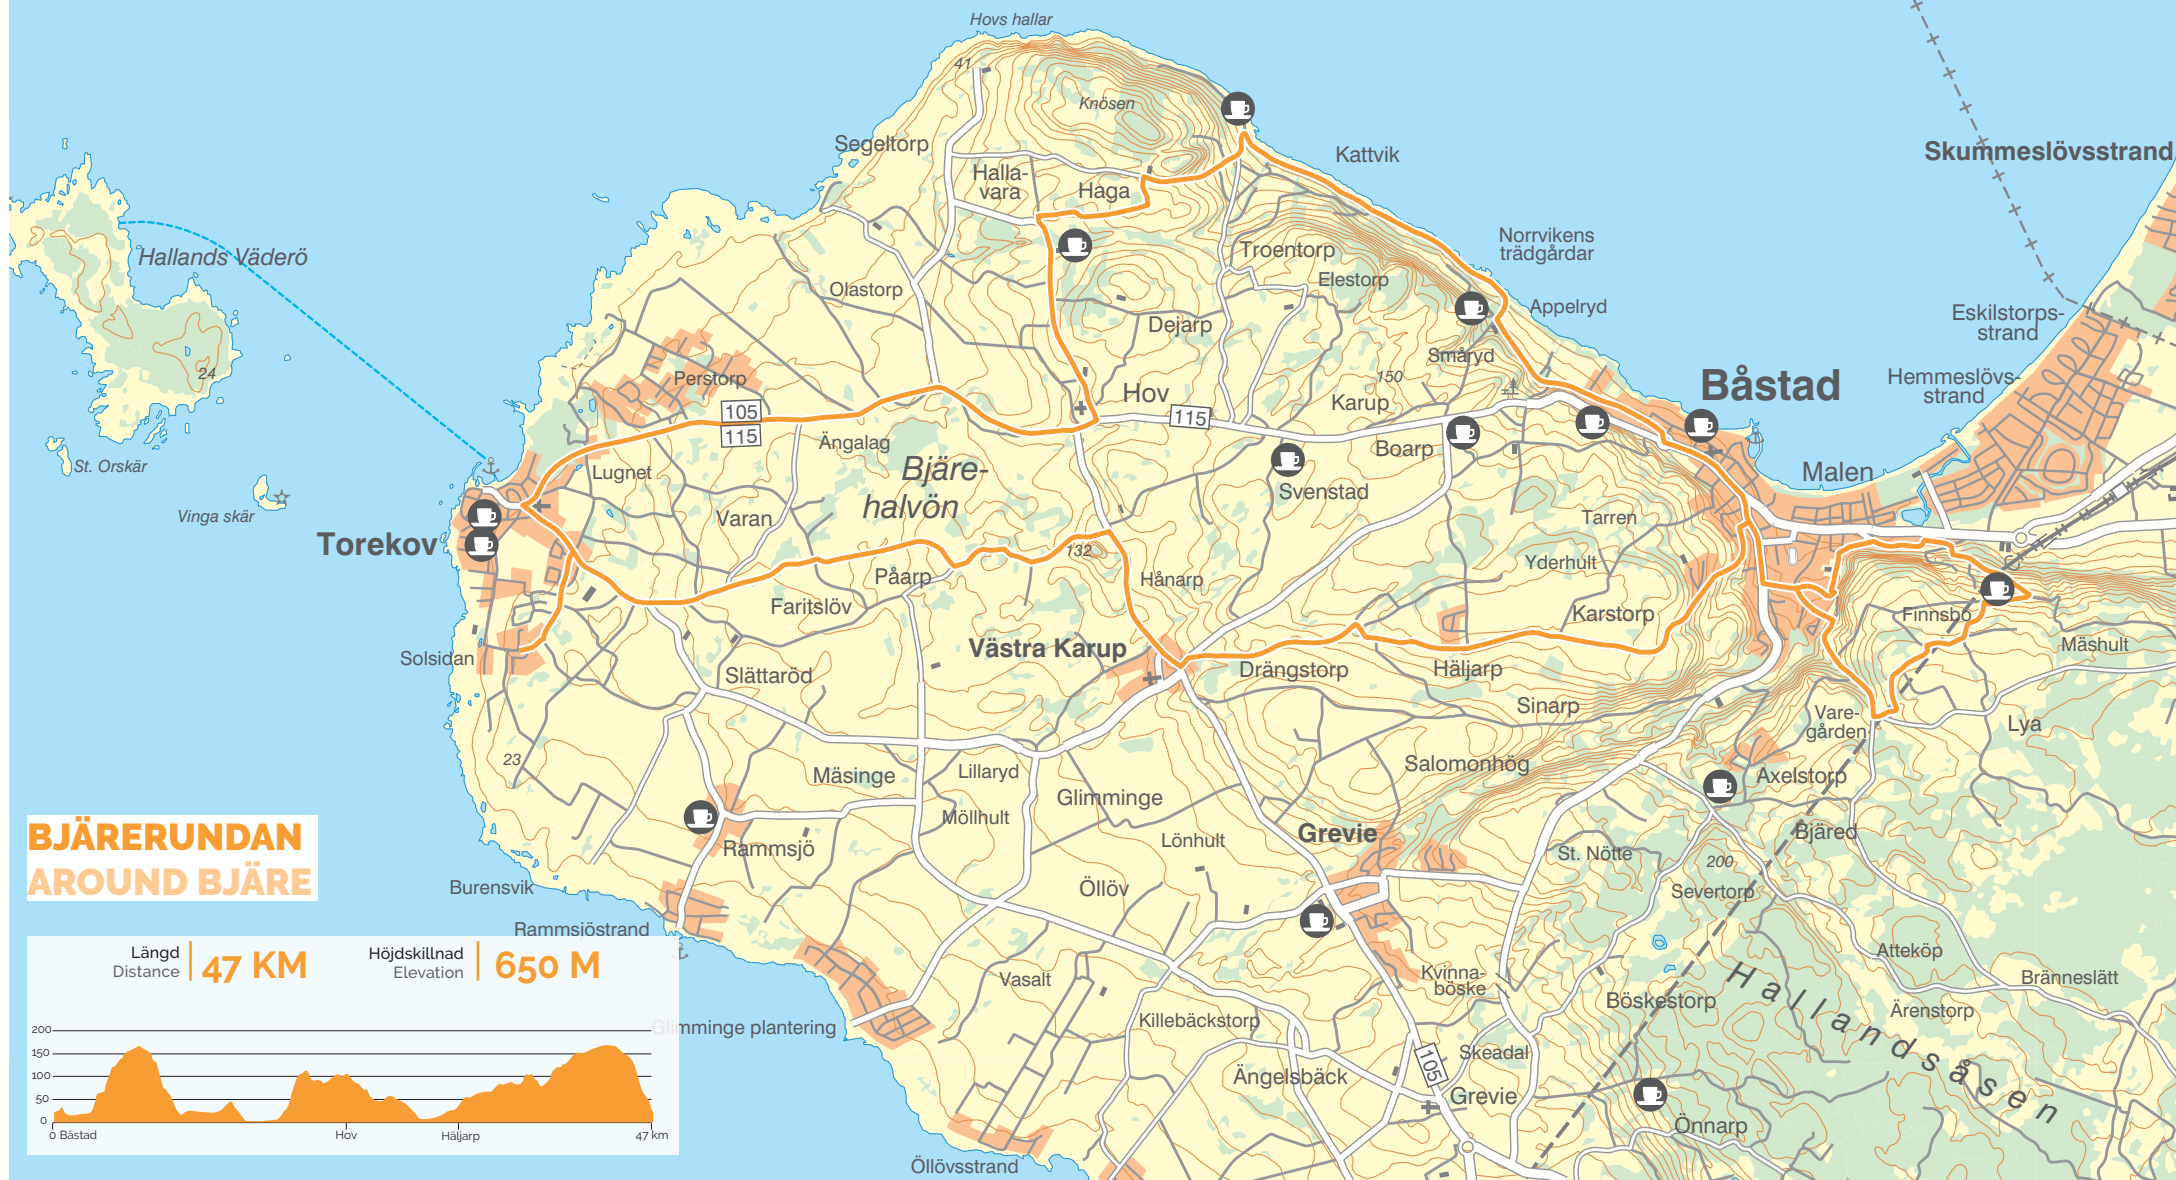 Hovs hallar
41
Knösen
Segeltorp
Halla-
vara
Haga
Kattvik
Skummeslövsstrand
Hallands Väderö
Norrvikens
trädgårdar
Troentorp
Elestorp
Olastorp
Appelryd
Eskilstorps-
strand
Dejarp
Småryd
24
Perstorp
150
Båstad
Hemmeslövs-
strand
Hov
Karup
105
115
115
Ängalag
Boarp
Bjäre-
halvön
Lugnet
St. Orskär
Malen
Svenstad
Vinga skär
Varan
Tarren
Torekov
132
Yderhult
Påarp
Hånarp
Faritslöv
Karstorp
Finnsbo
Mäshult
Västra Karup
Solsidan
Slättaröd
Drängstorp
Häljarp
Sinarp
Vare-
gården
Lya
23
Mäsinge
Lillaryd
Salomonhög
Axelstorp
Glimminge
Möllhult
BJÄRERUNDAN
AROUND BJÄRE
Rammsjö
Lönhult
Grevie
St. Nötte
Bjäred
200
Burensvik
Öllöv
Severtorp
Rammsjöstrand
Längd
Distance
47 KM
Höjdskillnad
Elevation
650 M
Vasalt
Kvinna-
böske
Atteköp
Bränneslätt
Böskestorp
Hallandsåsen
Ärenstorp
Glimminge plantering
Killebäckstorp
Skeadal
105
Ängelsbäck
Grevie
Önnarp
200
150
100
50
0
0 Båstad
Hov
Häljarp
47 km
Öllövsstrand